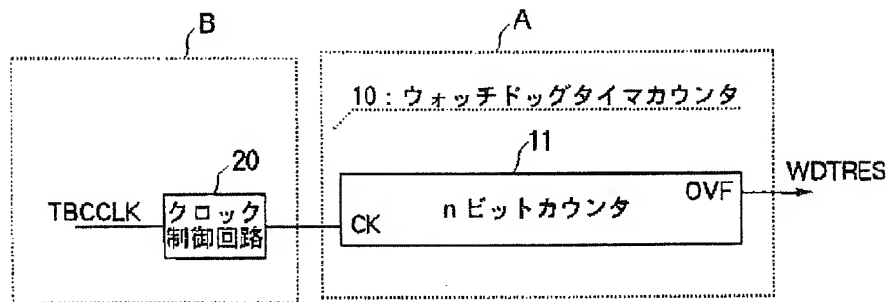 B
A
10:ウォッチドッグタイマカウンタ
20
11
TBCCLK
クロック
制御回路
CK
nビットカウンタ
OVF
WDTRES